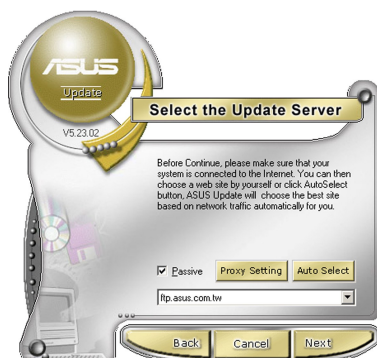 ASUS
Update
V5.23.02
Select the Update Server
Before Continue, please make sure that your
system is connected to the Internet. You can then
choose a web site by yourself or click AutoSelect
button, ASUS Update will choose the best site
based on network traffic automatically for you.
Passive
Proxy Setting
Auto Select
ftp.asus.com.tw
Back
Cancel
Next